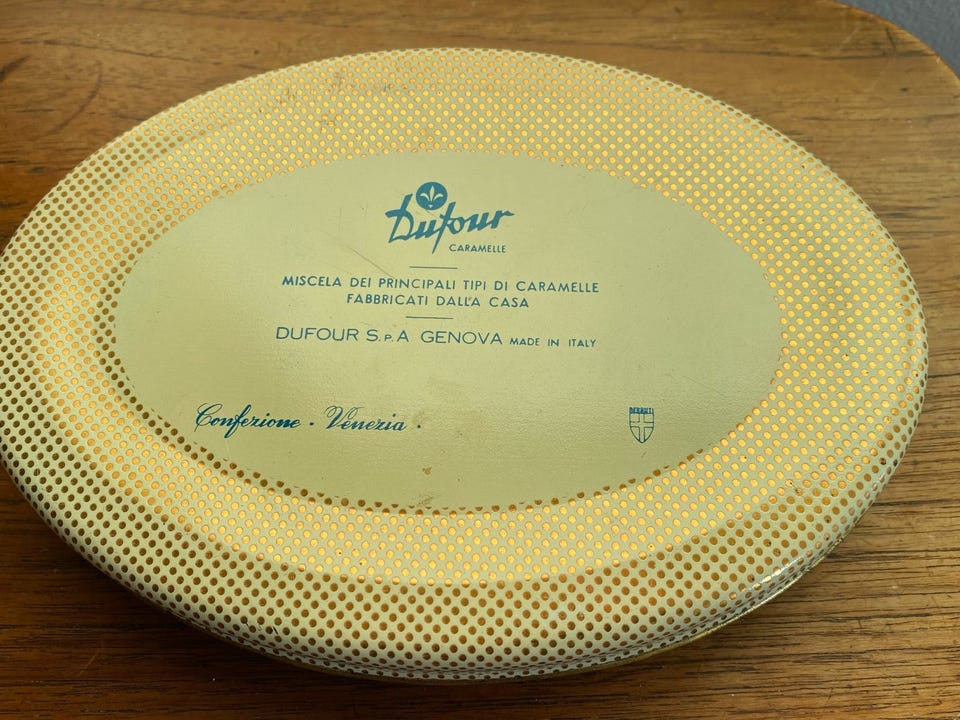 Dufour
CARAMELLE
MISCELA DEI PRINCIPALI TIPI DI CARAMELLE
FABBRICATI DALLA CASA
DUFOUR S.p.A GENOVA MADE IN ITALY
Confezione · Venezia ·